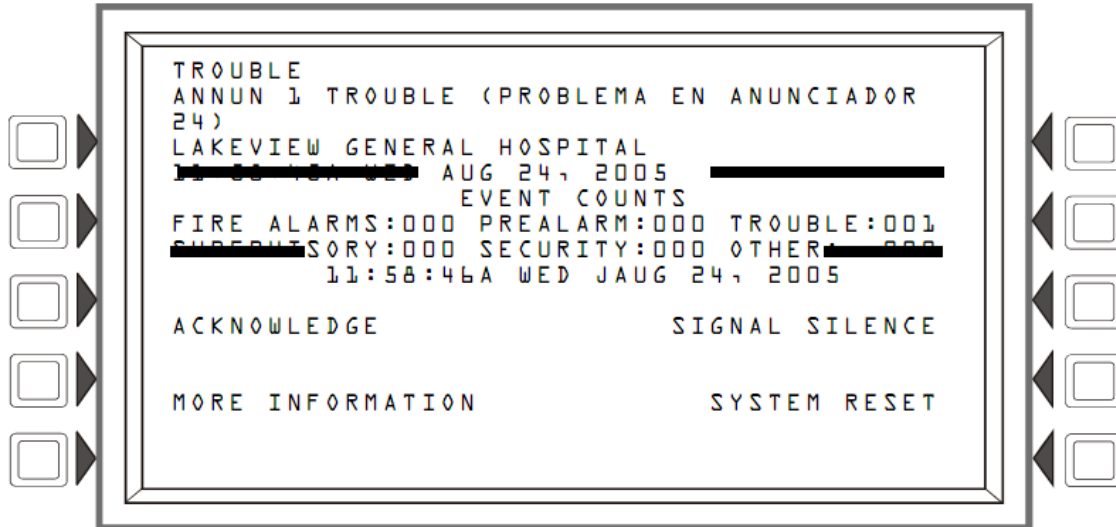 TROUBLE
ANNUN 1 TROUBLE (PROBLEMA EN ANUNCIADOR
24)
LAKEVIEW GENERAL HOSPITAL
AUG 24, 2005
EVENT COUNTS
FIRE ALARMS:000 PREALARM:000 TROUBLE:001
SORY:000 SECURITY:000 OTHER
11:58:46A WED JAUG 24, 2005
ACKNOWLEDGE SIGNAL SILENCE
MORE INFORMATION SYSTEM RESET